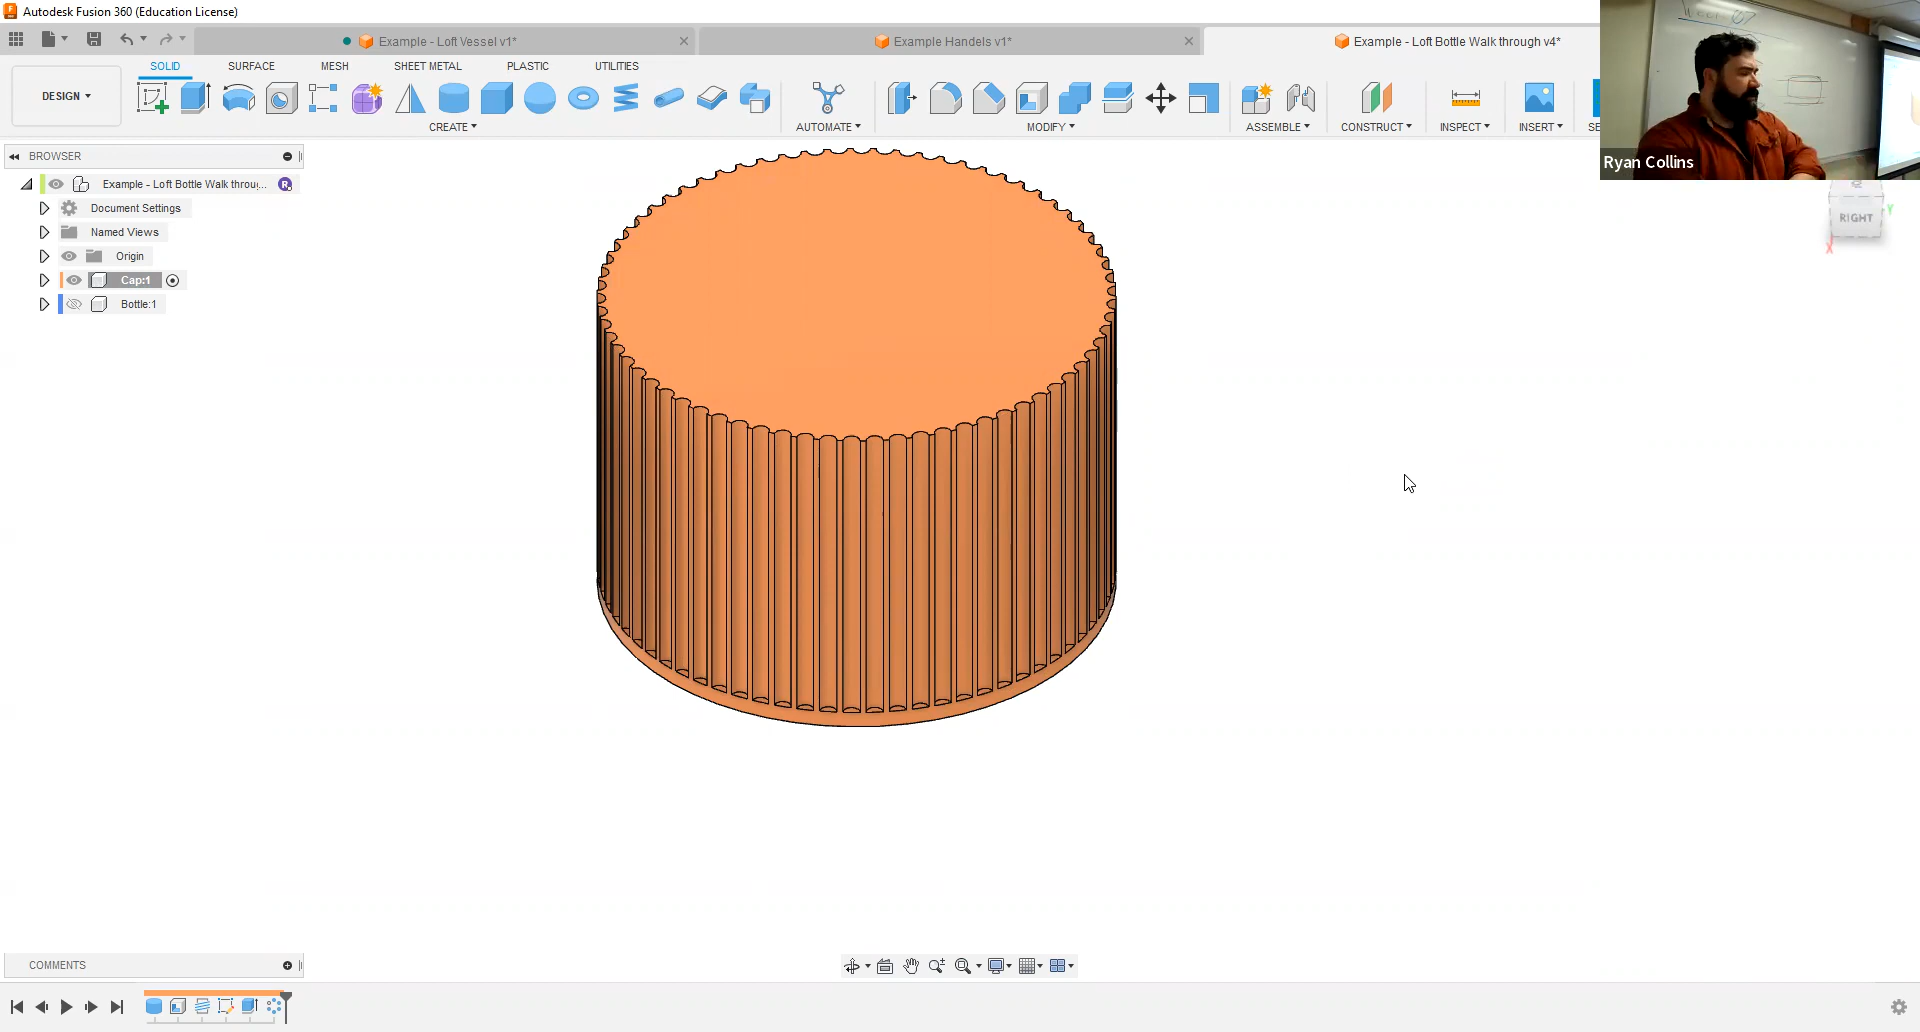 Autodesk Fusion 360 (Education License)
Example - Loft Vessel v1*
Example Handels v1*
Example - Loft Bottle Walk through v4*
SOLID SURFACE MESH SHEET METAL PLASTIC UTILITIES
DESIGN
CREATE AUTOMATE MODIFY ASSEMBLE CONSTRUCT INSPECT INSERT SE
Ryan Collins
BROWSER
Example - Loft Bottle Walk throu...
R
Document Settings
Named Views
Origin
Cap:1
Bottle:1
RIGHT
Y
X
COMMENTS